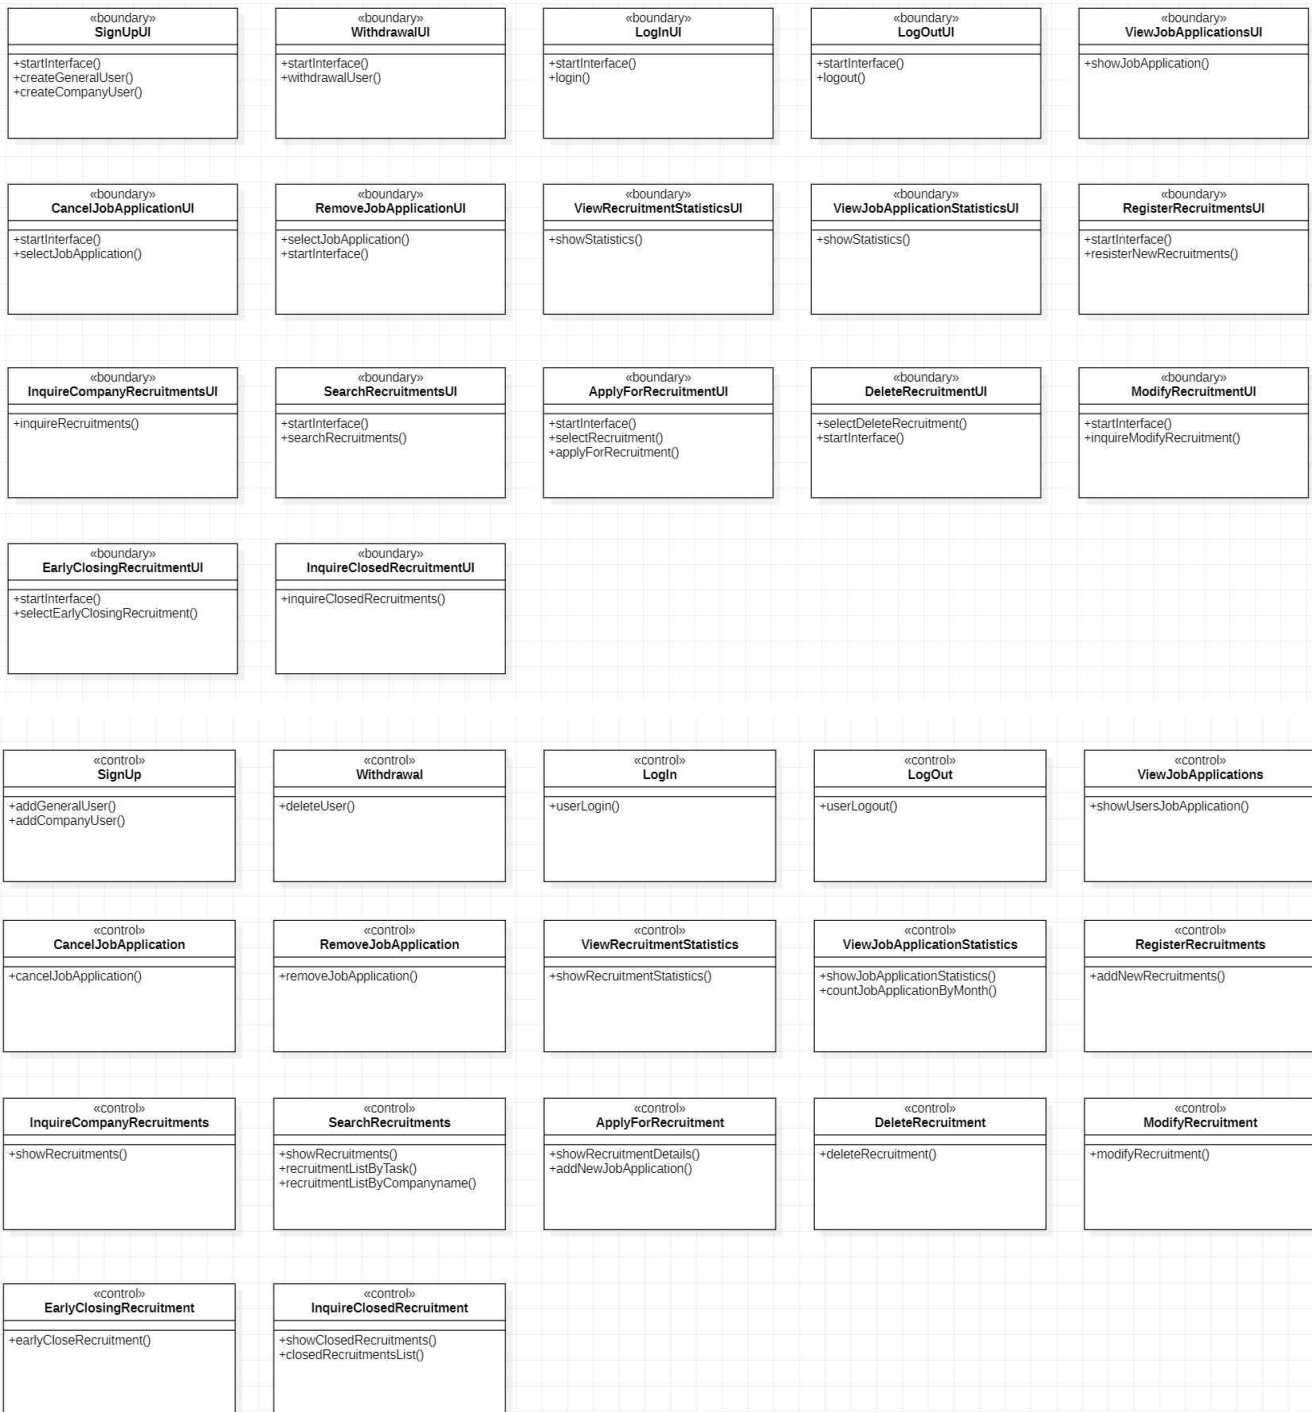 «boundary»
SignUpUI
+startInterface()
+createGeneralUser()
+createCompanyUser()
«boundary»
WithdrawalUI
+startInterface()
+withdrawalUser()
«boundary»
LogInUI
+startInterface()
+login()
«boundary»
LogOutUI
+startInterface()
+logout()
«boundary»
ViewJobApplicationsUI
+showJobApplication()
«boundary»
CancelJobApplicationUI
+startInterface()
+selectJobApplication()
«boundary»
RemoveJobApplicationUI
+selectJobApplication()
+startInterface()
«boundary»
ViewRecruitmentStatisticsUI
+showStatistics()
«boundary»
ViewJobApplicationStatisticsUI
+showStatistics()
«boundary»
RegisterRecruitmentsUI
+startInterface()
+resisterNewRecruitments()
«boundary»
InquireCompanyRecruitmentsUI
+inquireRecruitments()
«boundary»
SearchRecruitmentsUI
+startInterface()
+searchRecruitments()
«boundary»
ApplyForRecruitmentUI
+startInterface()
+selectRecruitment()
+applyForRecruitment()
«boundary»
DeleteRecruitmentUI
+selectDeleteRecruitment()
+startInterface()
«boundary»
ModifyRecruitmentUI
+startInterface()
+inquireModifyRecruitment()
«boundary»
EarlyClosingRecruitmentUI
+startInterface()
+selectEarlyClosingRecruitment()
«boundary»
InquireClosedRecruitmentUI
+inquireClosedRecruitments()
«control»
SignUp
+addGeneralUser()
+addCompanyUser()
«control»
Withdrawal
+deleteUser()
«control»
LogIn
+userLogin()
«control»
LogOut
+userLogout()
«control»
ViewJobApplications
+showUsersJobApplication()
«control»
CancelJobApplication
+cancelJobApplication()
«control»
RemoveJobApplication
+removeJobApplication()
«control»
ViewRecruitmentStatistics
+showRecruitmentStatistics()
«control»
ViewJobApplicationStatistics
+showJobApplicationStatistics()
+countJobApplicationByMonth()
«control»
RegisterRecruitments
+addNewRecruitments()
«control»
InquireCompanyRecruitments
+showRecruitments()
«control»
SearchRecruitments
+showRecruitments()
+recruitmentListByTask()
+recruitmentListByCompanyname()
«control»
ApplyForRecruitment
+showRecruitmentDetails()
+addNewJobApplication()
«control»
DeleteRecruitment
+deleteRecruitment()
«control»
ModifyRecruitment
+modifyRecruitment()
«control»
EarlyClosingRecruitment
+earlyCloseRecruitment()
«control»
InquireClosedRecruitment
+showClosedRecruitments()
+closedRecruitmentsList()